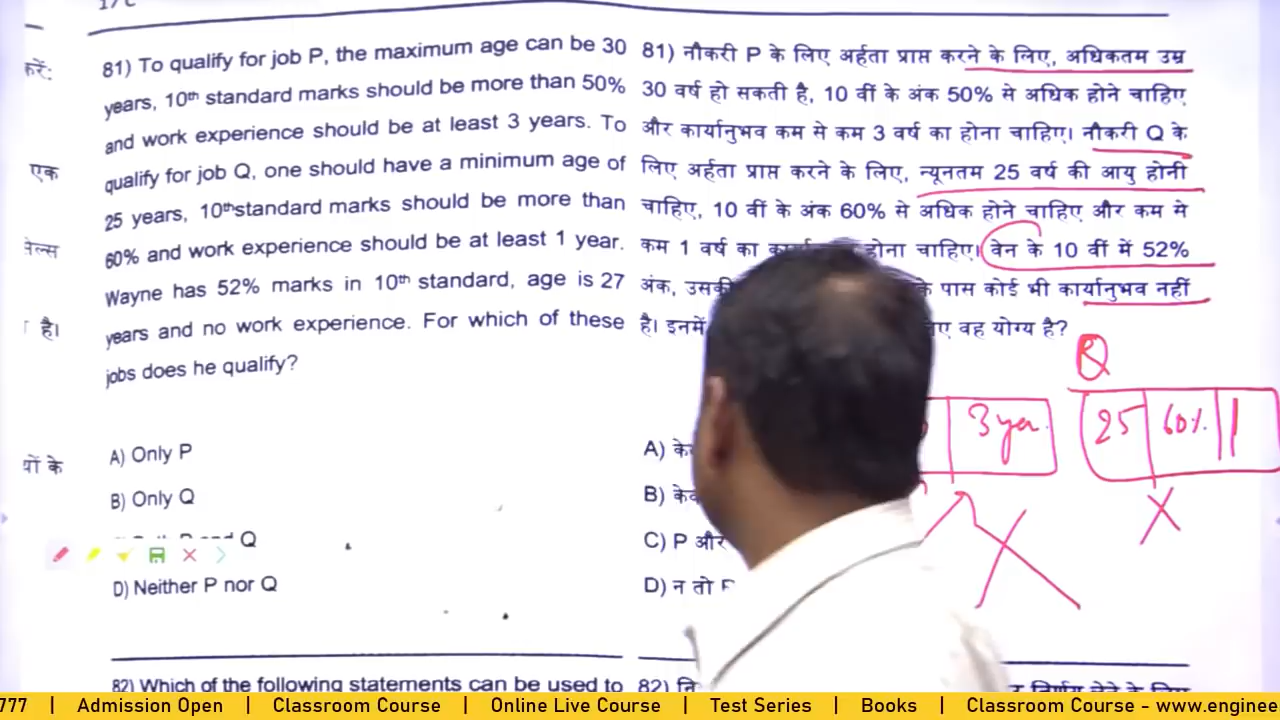 करें:
एक
है।
81) To qualify for job P, the maximum age can be 30
years, 10th standard marks should be more than 50%
and work experience should be at least 3 years. To
qualify for job Q, one should have a minimum age of
25 years, 10thstandard marks should be more than
60% and work experience should be at least 1 year.
Wayne has 52% marks in 10th standard, age is 27
years and no work experience. For which of these
jobs does he qualify?
A) Only P
B) Only Q
P and Q
D) Neither P nor Q
82) Which of the following statements can be used to
81) नौकरी P के लिए अर्हता प्राप्त करने के लिए, अधिकतम उम्र
30 वर्ष हो सकती है, 10 वीं के अंक 50% से अधिक होने चाहिए
और कार्यानुभव कम से कम 3 वर्ष का होना चाहिए। नौकरी Q के
लिए अर्हता प्राप्त करने के लिए, न्यूनतम 25 वर्ष की आयु होनी
चाहिए, 10 वीं के अंक 60% से अधिक होने चाहिए और कम से
कम 1 वर्ष का होना चाहिए। वेन के 10 वीं में 52%
अंक, उसकी के पास कोई भी कार्यानुभव नहीं
है। इनमें वह योग्य है?
A)
B)
C) P और
D) न तो
82)
Q
3 year
25 60% 1
777 | Admission Open | Classroom Course | Online Live Course | Test Series | Books | Classroom Course - www.enginee